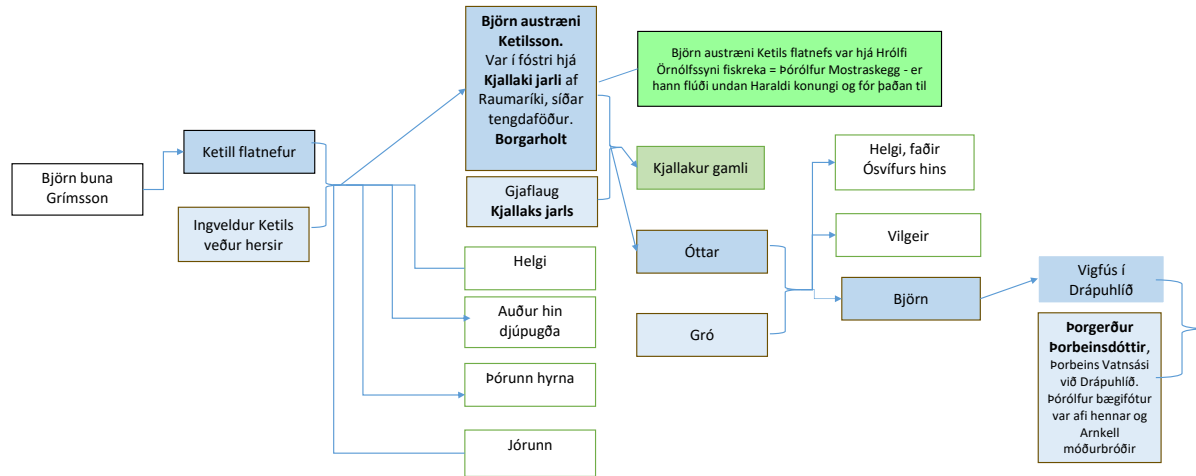 Björn buna
Grímsson
Ketill flatnefur
Ingveldur Ketils
veður hersir
Björn austræni
Ketilsson.
Var í fóstri hjá
Kjallaki jarli af
Raumaríki, síðar
tengdaföður.
Borgarholt
Gjaflaug
Kjallaks jarls
Helgi
Auður hin
djúpugða
Þórunn hyrna
Jórunn
Björn austræni Ketils flatnefs var hjá Hrólfi
Örnólfssyni fiskreka = Þórólfur Mostraskegg - er
hann flúði undan Haraldi konungi og fór þaðan til
Kjallakur gamli
Óttar
Gró
Helgi, faðir
Ósvífurs hins
Vilgeir
Björn
Vigfús í
Drápuhlíð
Þorgerður
Þorbeinsdóttir,
Þorbeins Vatnsási
við Drápuhlíð.
Þórólfur bægifótur
var afi hennar og
Arnkell
móðurbróðir